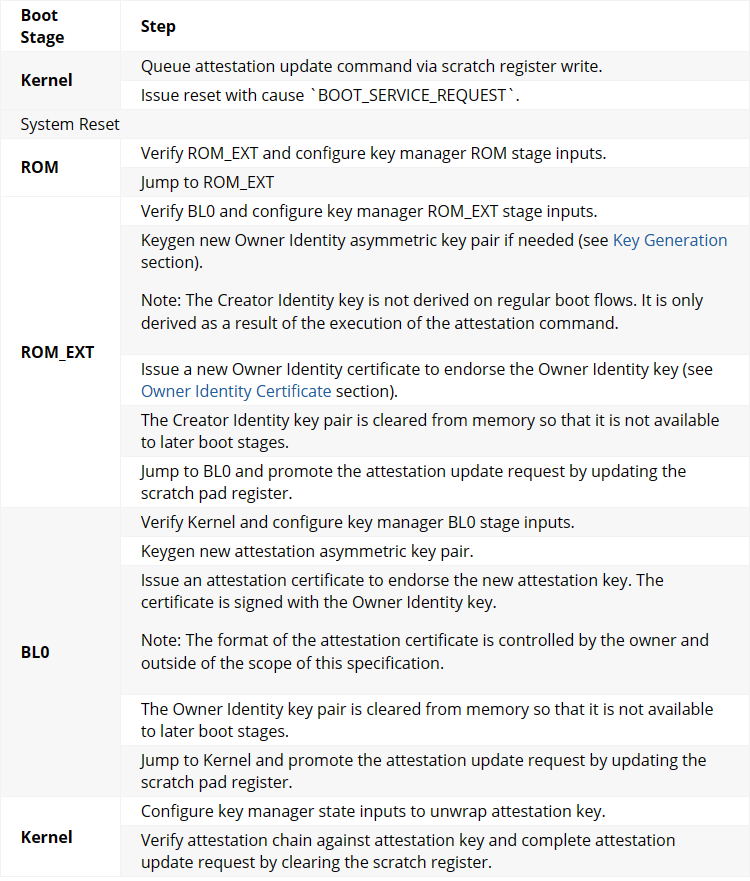 Boot
Stage
Step
Kernel
Queue attestation update command via scratch register write.
Issue reset with cause `BOOT_SERVICE_REQUEST`.
System Reset
ROM
Verify ROM_EXT and configure key manager ROM stage inputs.
Jump to ROM_EXT
ROM_EXT
Verify BL0 and configure key manager ROM_EXT stage inputs.
Keygen new Owner Identity asymmetric key pair if needed (see Key Generation
section).
Note: The Creator Identity key is not derived on regular boot flows. It is only
derived as a result of the execution of the attestation command.
Issue a new Owner Identity certificate to endorse the Owner Identity key (see
Owner Identity Certificate section).
The Creator Identity key pair is cleared from memory so that it is not available
to later boot stages.
Jump to BL0 and promote the attestation update request by updating the
scratch pad register.
BL0
Verify Kernel and configure key manager BL0 stage inputs.
Keygen new attestation asymmetric key pair.
Issue an attestation certificate to endorse the new attestation key. The
certificate is signed with the Owner Identity key.
Note: The format of the attestation certificate is controlled by the owner and
outside of the scope of this specification.
The Owner Identity key pair is cleared from memory so that it is not available
to later boot stages.
Jump to Kernel and promote the attestation update request by updating the
scratch pad register.
Kernel
Configure key manager state inputs to unwrap attestation key.
Verify attestation chain against attestation key and complete attestation
update request by clearing the scratch register.